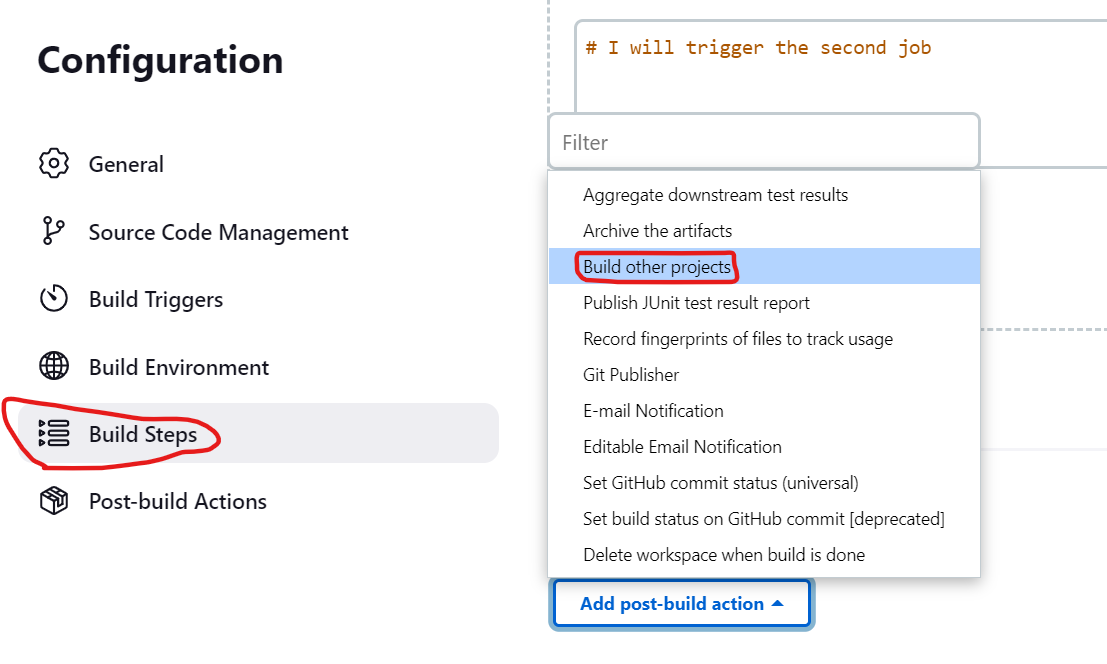 Configuration
General
Source Code Management
Build Triggers
Build Environment
Build Steps
Post-build Actions
# I will trigger the second job
Filter
Aggregate downstream test results
Archive the artifacts
Build other projects
Publish JUnit test result report
Record fingerprints of files to track usage
Git Publisher
E-mail Notification
Editable Email Notification
Set GitHub commit status (universal)
Set build status on GitHub commit [deprecated]
Delete workspace when build is done
Add post-build action